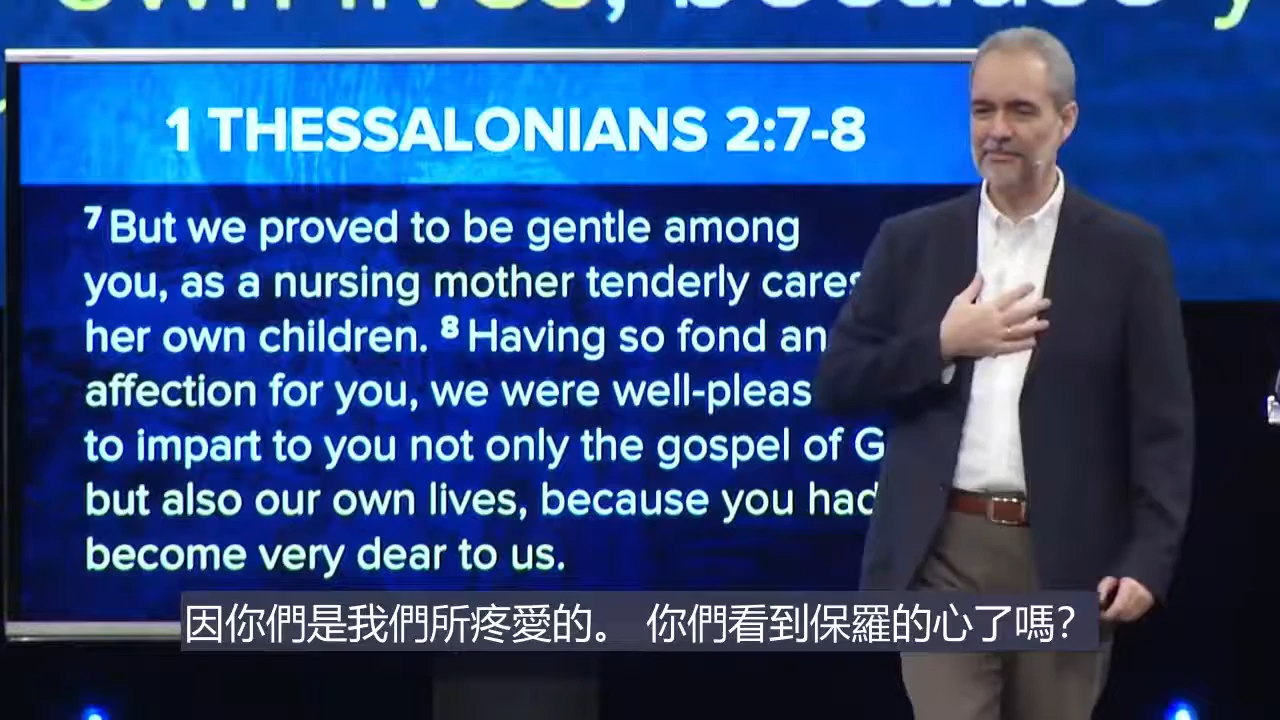 own lives, because y
1 THESSALONIANS 2:7-8
7 But we proved to be gentle among
you, as a nursing mother tenderly cares
her own children. 8 Having so fond an
affection for you, we were well-pleas
to impart to you not only the gospel of G
but also our own lives, because you had
become very dear to us.
因你們是我們所疼愛的。 你們看到保羅的心了嗎?